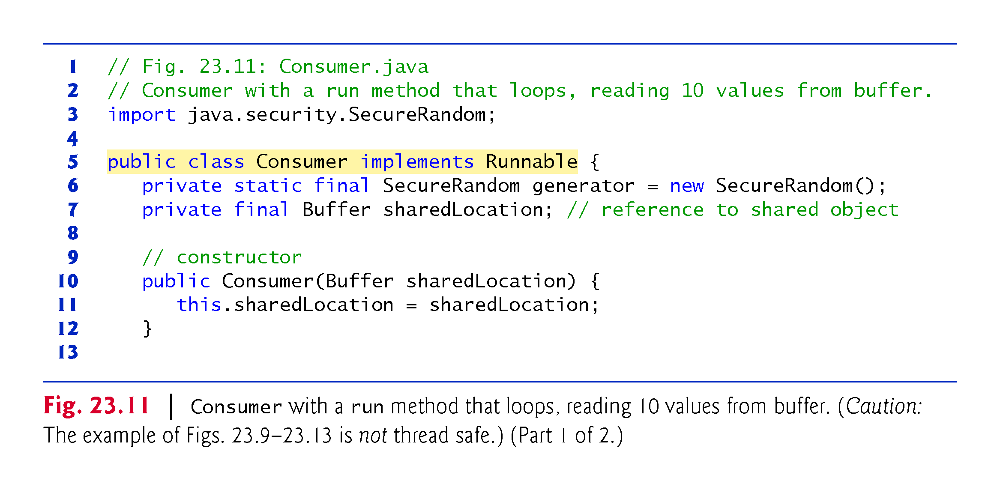 1 // Fig. 23.11: Consumer.java
2 // Consumer with a run method that loops, reading 10 values from buffer.
3 import java.security.SecureRandom;
4
5 public class Consumer implements Runnable {
6    private static final SecureRandom generator = new SecureRandom();
7    private final Buffer sharedLocation; // reference to shared object
8
9    // constructor
10    public Consumer(Buffer sharedLocation) {
11       this.sharedLocation = sharedLocation;
12    }
13
Fig. 23.11 | Consumer with a run method that loops, reading 10 values from buffer. (Caution:
The example of Figs. 23.9–23.13 is not thread safe.) (Part 1 of 2.)